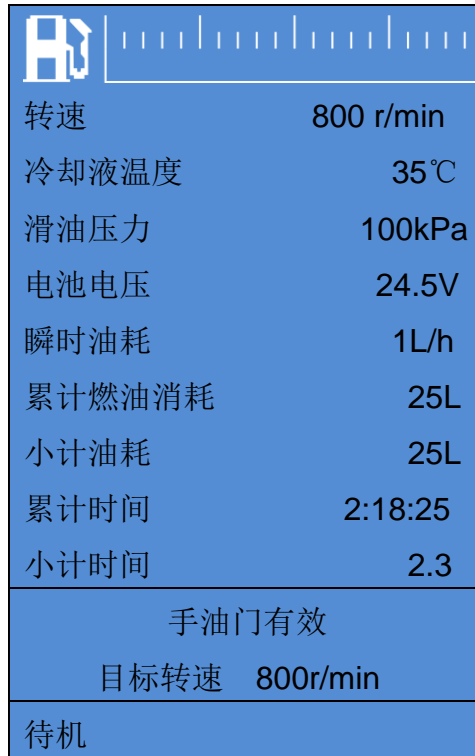 转速 800 r/min
冷却液温度 35℃
滑油压力 100kPa
电池电压 24.5V
瞬时油耗 1L/h
累计燃油消耗 25L
小计油耗 25L
累计时间 2:18:25
小计时间 2.3
手油门有效
目标转速 800r/min
待机